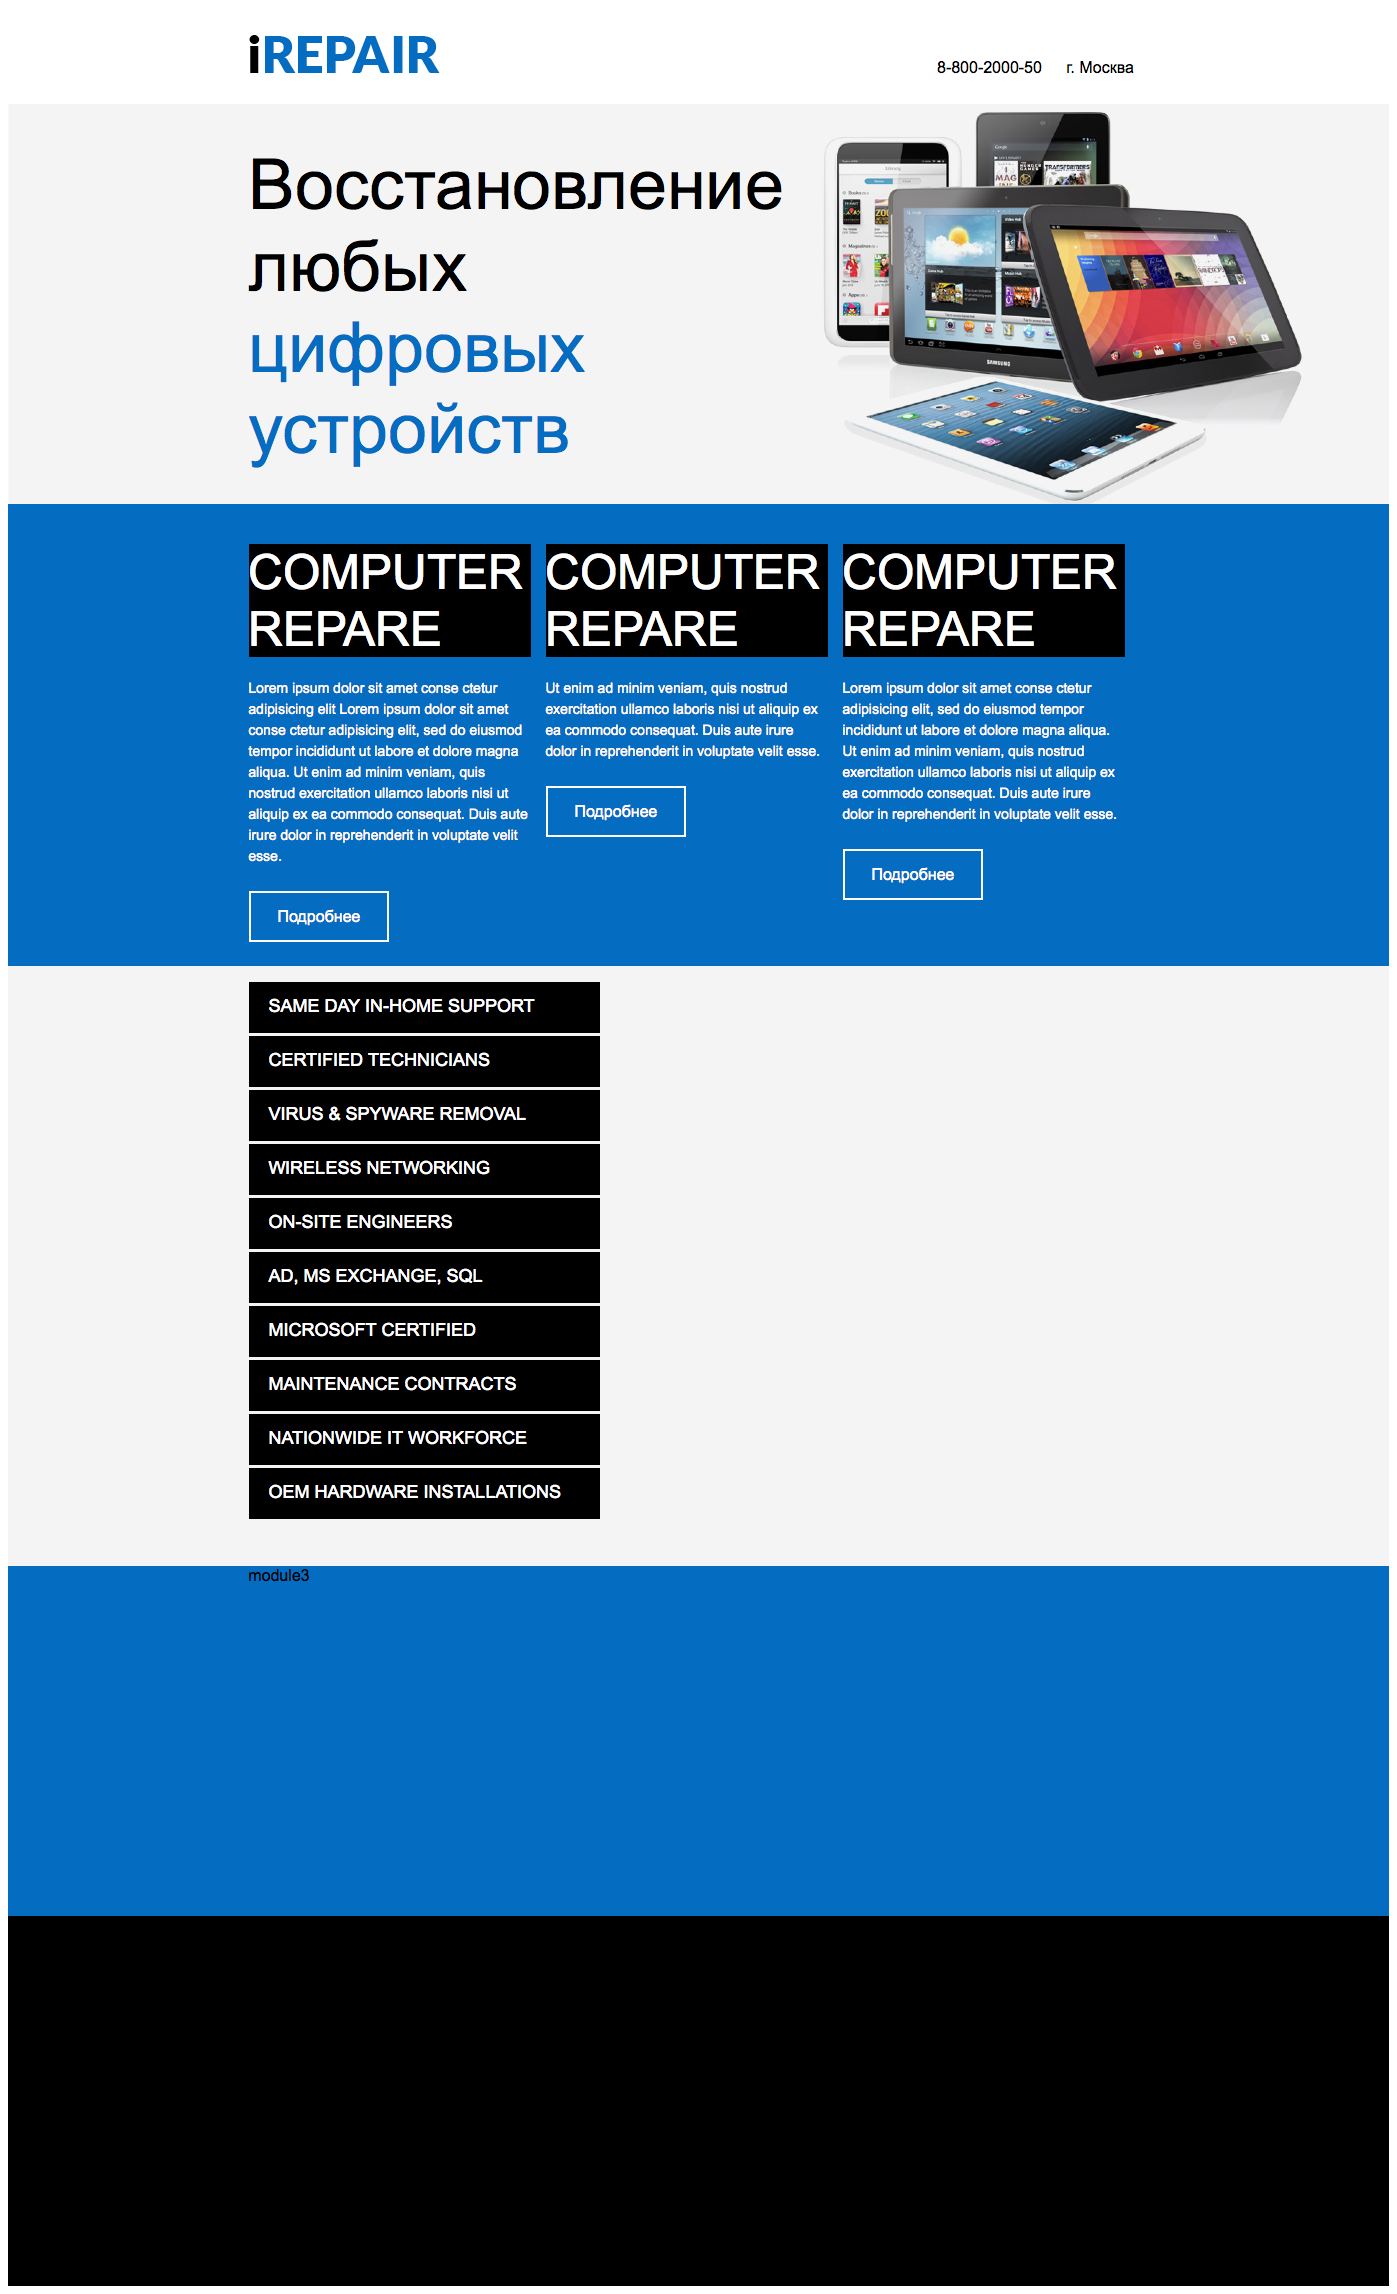 iREPAIR
8-800-2000-50 г. Москва
Восстановление
любых
цифровых
устройств
SAMSUNG
COMPUTER
REPARE
Lorem ipsum dolor sit amet conse ctetur
adipisicing elit Lorem ipsum dolor sit amet
conse ctetur adipisicing elit, sed do eiusmod
tempor incididunt ut labore et dolore magna
aliqua. Ut enim ad minim veniam, quis
nostrud exercitation ullamco laboris nisi ut
aliquip ex ea commodo consequat. Duis aute
irure dolor in reprehenderit in voluptate velit
esse.
Подробнее
COMPUTER
REPARE
Ut enim ad minim veniam, quis nostrud
exercitation ullamco laboris nisi ut aliquip ex
ea commodo consequat. Duis aute irure
dolor in reprehenderit in voluptate velit esse.
Подробнее
COMPUTER
REPARE
Lorem ipsum dolor sit amet conse ctetur
adipisicing elit, sed do eiusmod tempor
incididunt ut labore et dolore magna aliqua.
Ut enim ad minim veniam, quis nostrud
exercitation ullamco laboris nisi ut aliquip ex
ea commodo consequat. Duis aute irure
dolor in reprehenderit in voluptate velit esse.
Подробнее
SAME DAY IN-HOME SUPPORT
CERTIFIED TECHNICIANS
VIRUS & SPYWARE REMOVAL
WIRELESS NETWORKING
ON-SITE ENGINEERS
AD, MS EXCHANGE, SQL
MICROSOFT CERTIFIED
MAINTENANCE CONTRACTS
NATIONWIDE IT WORKFORCE
OEM HARDWARE INSTALLATIONS
module3